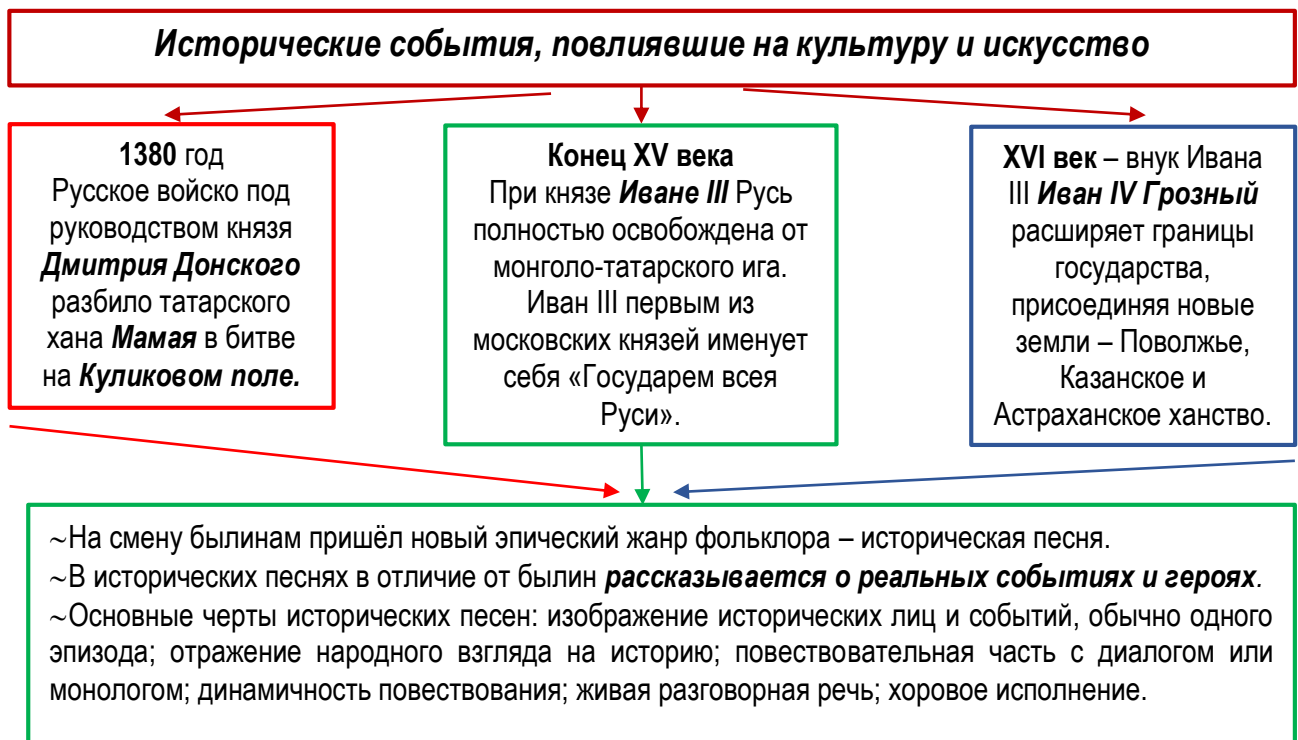 Исторические события, повлиявшие на культуру и искусство
1380 год
Русское войско под
руководством князя
Дмитрия Донского
разбило татарского
хана Мамая в битве
на Куликовом поле.
Конец XV века
При князе Иване III Русь
полностью освобождена от
монголо-татарского ига.
Иван III первым из
московских князей именует
себя «Государем всея
Руси».
XVI век – внук Ивана
III Иван IV Грозный
расширяет границы
государства,
присоединяя новые
земли – Поволжье,
Казанское и
Астраханское ханство.
~На смену былинам пришёл новый эпический жанр фольклора – историческая песня.
~В исторических песнях в отличие от былин рассказывается о реальных событиях и героях.
~Основные черты исторических песен: изображение исторических лиц и событий, обычно одного
эпизода; отражение народного взгляда на историю; повествовательная часть с диалогом или
монологом; динамичность повествования; живая разговорная речь; хоровое исполнение.